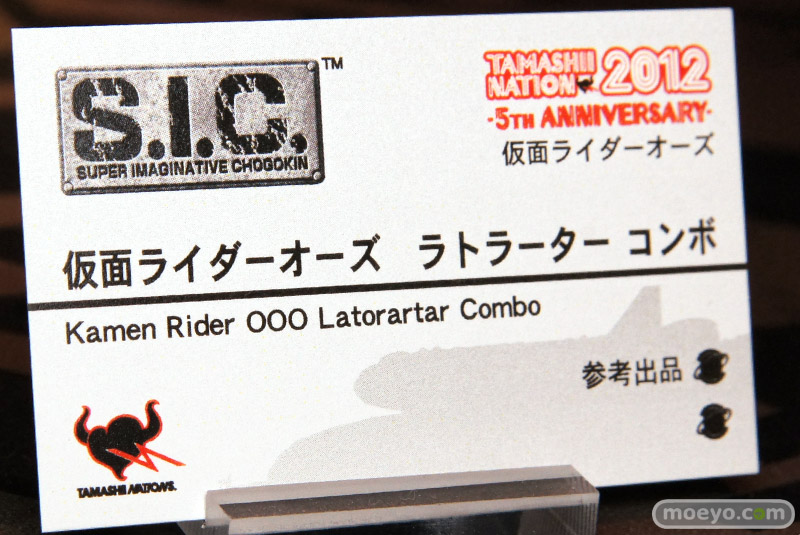 S.I.C.™
SUPER IMAGINATIVE CHOGOKIN
TAMASHII
NATION 2012
-5TH ANNIVERSARY-
仮面ライダーオーズ
仮面ライダーオーズ ラトラーター コンボ
Kamen Rider OOO Latorartar Combo
参考出品
TAMASHII NATIONS.
moeyo.com